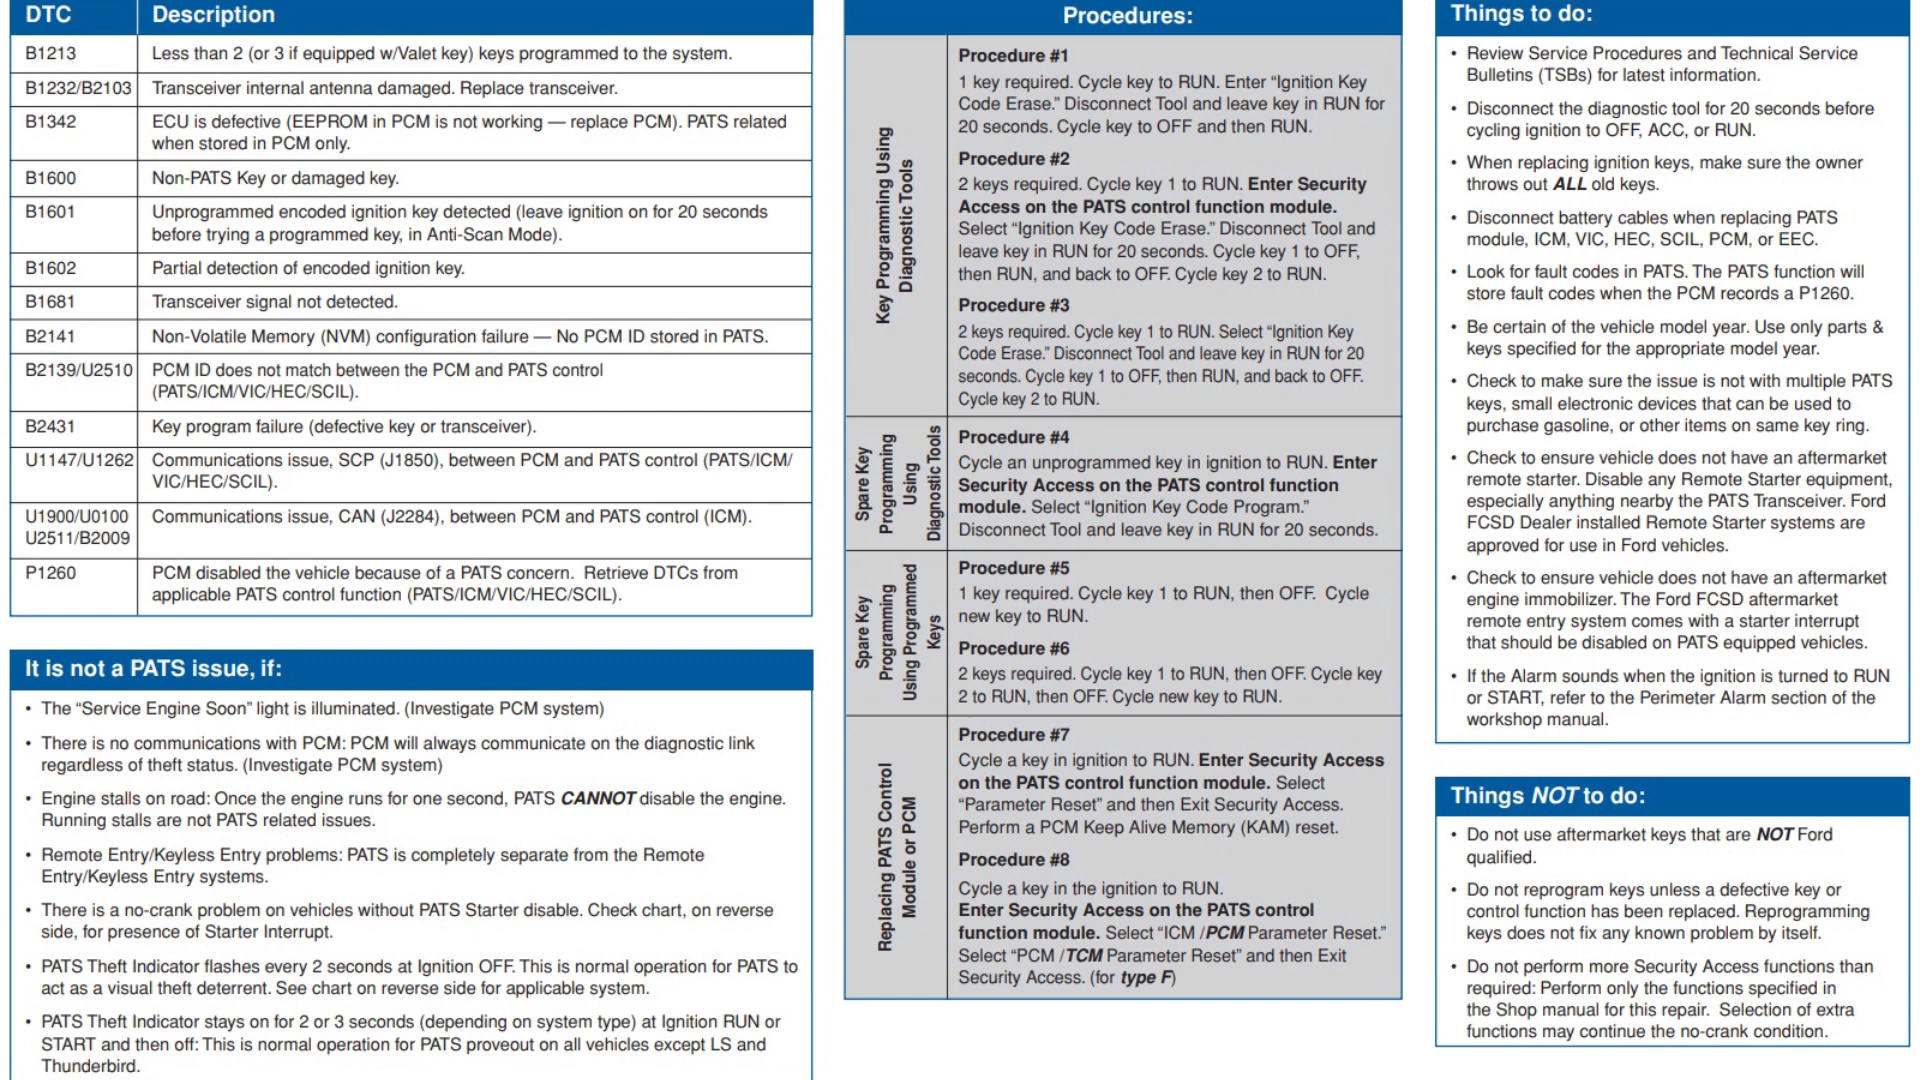 DTC Description
B1213 Less than 2 (or 3 if equipped w/Valet key) keys programmed to the system.
B1232/B2103 Transceiver internal antenna damaged. Replace transceiver.
B1342 ECU is defective (EEPROM in PCM is not working — replace PCM). PATS related
when stored in PCM only.
B1600 Non-PATS Key or damaged key.
B1601 Unprogrammed encoded ignition key detected (leave ignition on for 20 seconds
before trying a programmed key, in Anti-Scan Mode).
B1602 Partial detection of encoded ignition key.
B1681 Transceiver signal not detected.
B2141 Non-Volatile Memory (NVM) configuration failure — No PCM ID stored in PATS.
B2139/U2510 PCM ID does not match between the PCM and PATS control
(PATS/ICM/VIC/HEC/SCIL).
B2431 Key program failure (defective key or transceiver).
U1147/U1262 Communications issue, SCP (J1850), between PCM and PATS control (PATS/ICM/
VIC/HEC/SCIL).
U1900/U0100 Communications issue, CAN (J2284), between PCM and PATS control (ICM).
U2511/B2009
P1260 PCM disabled the vehicle because of a PATS concern. Retrieve DTCs from
applicable PATS control function (PATS/ICM/VIC/HEC/SCIL).
It is not a PATS issue, if:
• The “Service Engine Soon” light is illuminated. (Investigate PCM system)
• There is no communications with PCM: PCM will always communicate on the diagnostic link
regardless of theft status. (Investigate PCM system)
• Engine stalls on road: Once the engine runs for one second, PATS CANNOT disable the engine.
Running stalls are not PATS related issues.
• Remote Entry/Keyless Entry problems: PATS is completely separate from the Remote
Entry/Keyless Entry systems.
• There is a no-crank problem on vehicles without PATS Starter disable. Check chart, on reverse
side, for presence of Starter Interrupt.
• PATS Theft Indicator flashes every 2 seconds at Ignition OFF. This is normal operation for PATS to
act as a visual theft deterrent. See chart on reverse side for applicable system.
• PATS Theft Indicator stays on for 2 or 3 seconds (depending on system type) at Ignition RUN or
START and then off: This is normal operation for PATS proveout on all vehicles except LS and
Thunderbird.
Procedures:
Key Programming Using
Diagnostic Tools
Procedure #1
1 key required. Cycle key to RUN. Enter “Ignition Key
Code Erase.” Disconnect Tool and leave key in RUN for
20 seconds. Cycle key to OFF and then RUN.
Procedure #2
2 keys required. Cycle key 1 to RUN. Enter Security
Access on the PATS control function module.
Select “Ignition Key Code Erase.” Disconnect Tool and
leave key in RUN for 20 seconds. Cycle key 1 to OFF,
then RUN, and back to OFF. Cycle key 2 to RUN.
Procedure #3
2 keys required. Cycle key 1 to RUN. Select “Ignition Key
Code Erase.” Disconnect Tool and leave key in RUN for 20
seconds. Cycle key 1 to OFF, then RUN, and back to OFF.
Cycle key 2 to RUN.
Spare Key
Programming
Using
Diagnostic Tools
Procedure #4
Cycle an unprogrammed key in ignition to RUN. Enter
Security Access on the PATS control function
module. Select “Ignition Key Code Program.”
Disconnect Tool and leave key in RUN for 20 seconds.
Spare Key
Programming
Using Programmed
Keys
Procedure #5
1 key required. Cycle key 1 to RUN, then OFF. Cycle
new key to RUN.
Procedure #6
2 keys required. Cycle key 1 to RUN, then OFF. Cycle key
2 to RUN, then OFF. Cycle new key to RUN.
Replacing PATS Control
Module or PCM
Procedure #7
Cycle a key in ignition to RUN. Enter Security Access
on the PATS control function module. Select
“Parameter Reset” and then Exit Security Access.
Perform a PCM Keep Alive Memory (KAM) reset.
Procedure #8
Cycle a key in the ignition to RUN.
Enter Security Access on the PATS control
function module. Select “ICM /PCM Parameter Reset.”
Select “PCM /TCM Parameter Reset” and then Exit
Security Access. (for type F)
Things to do:
• Review Service Procedures and Technical Service
Bulletins (TSBs) for latest information.
• Disconnect the diagnostic tool for 20 seconds before
cycling ignition to OFF, ACC, or RUN.
• When replacing ignition keys, make sure the owner
throws out ALL old keys.
• Disconnect battery cables when replacing PATS
module, ICM, VIC, HEC, SCIL, PCM, or EEC.
• Look for fault codes in PATS. The PATS function will
store fault codes when the PCM records a P1260.
• Be certain of the vehicle model year. Use only parts &
keys specified for the appropriate model year.
• Check to make sure the issue is not with multiple PATS
keys, small electronic devices that can be used to
purchase gasoline, or other items on same key ring.
• Check to ensure vehicle does not have an aftermarket
remote starter. Disable any Remote Starter equipment,
especially anything nearby the PATS Transceiver. Ford
FCSD Dealer installed Remote Starter systems are
approved for use in Ford vehicles.
• Check to ensure vehicle does not have an aftermarket
engine immobilizer. The Ford FCSD aftermarket
remote entry system comes with a starter interrupt
that should be disabled on PATS equipped vehicles.
• If the Alarm sounds when the ignition is turned to RUN
or START, refer to the Perimeter Alarm section of the
workshop manual.
Things NOT to do:
• Do not use aftermarket keys that are NOT Ford
qualified.
• Do not reprogram keys unless a defective key or
control function has been replaced. Reprogramming
keys does not fix any known problem by itself.
• Do not perform more Security Access functions than
required: Perform only the functions specified in
the Shop manual for this repair. Selection of extra
functions may continue the no-crank condition.